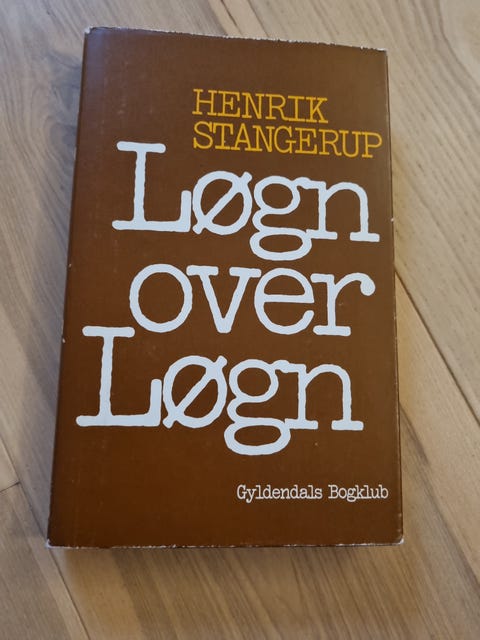 HENRIK
STANGERUP
Løgn
over
Løgn
Gyldendals Bogklub